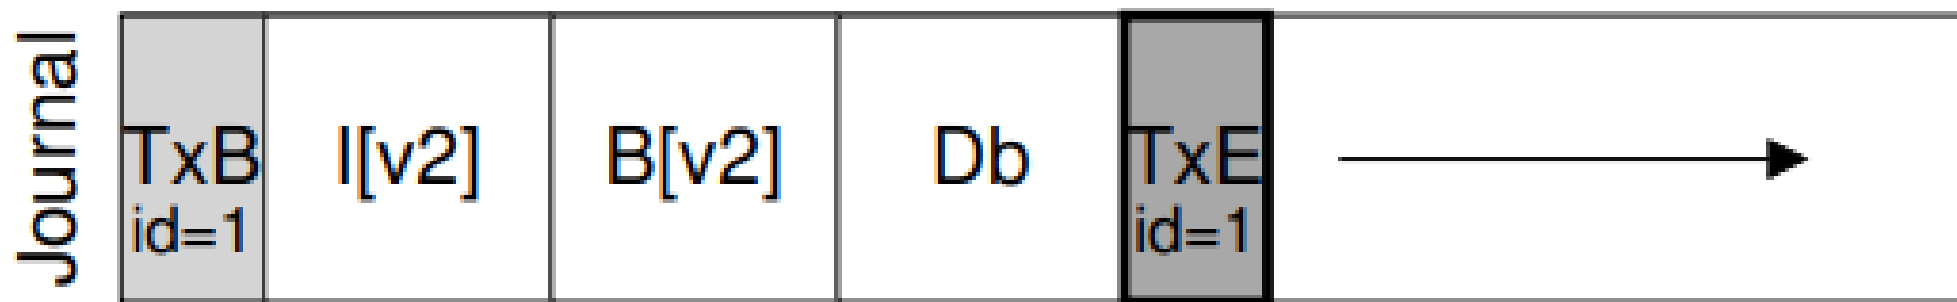 Journal
TxB
id=1
I[v2]
B[v2]
Db
TxE
id=1